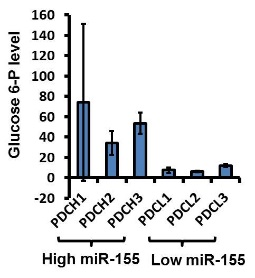 Glucose 6-P level
160
140
120
100
80
60
40
20
0
-20
PDCH1
PDCH2
PDCH3
PDCL1
PDCL2
PDCL3
High miR-155
Low miR-155